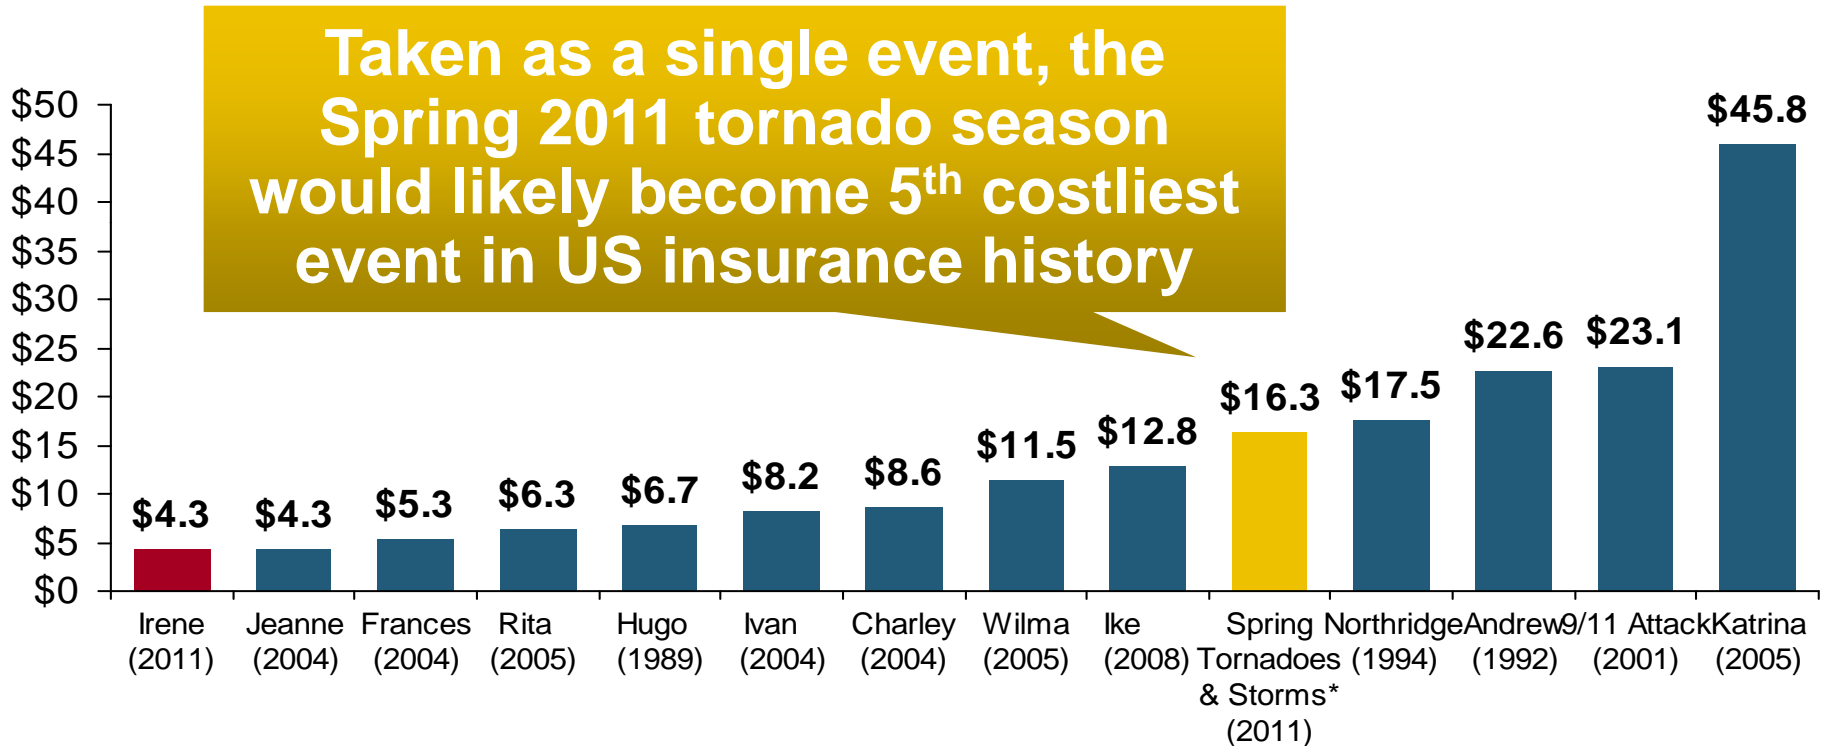 Taken as a single event, the
Spring 2011 tornado season
would likely become 5th costliest
event in US insurance history
$50
$45
$40
$35
$30
$25
$20
$15
$10
$5
$0
$4.3
$4.3
$5.3
$6.3
$6.7
$8.2
$8.6
$11.5
$12.8
$16.3
$17.5
$22.6
$23.1
$45.8
Irene
(2011)
Jeanne
(2004)
Frances
(2004)
Rita
(2005)
Hugo
(1989)
Ivan
(2004)
Charley
(2004)
Wilma
(2005)
Ike
(2008)
Spring
Tornadoes
& Storms*
(2011)
Northridge
(1994)
Andrew
(1992)
9/11 Attack
(2001)
Katrina
(2005)